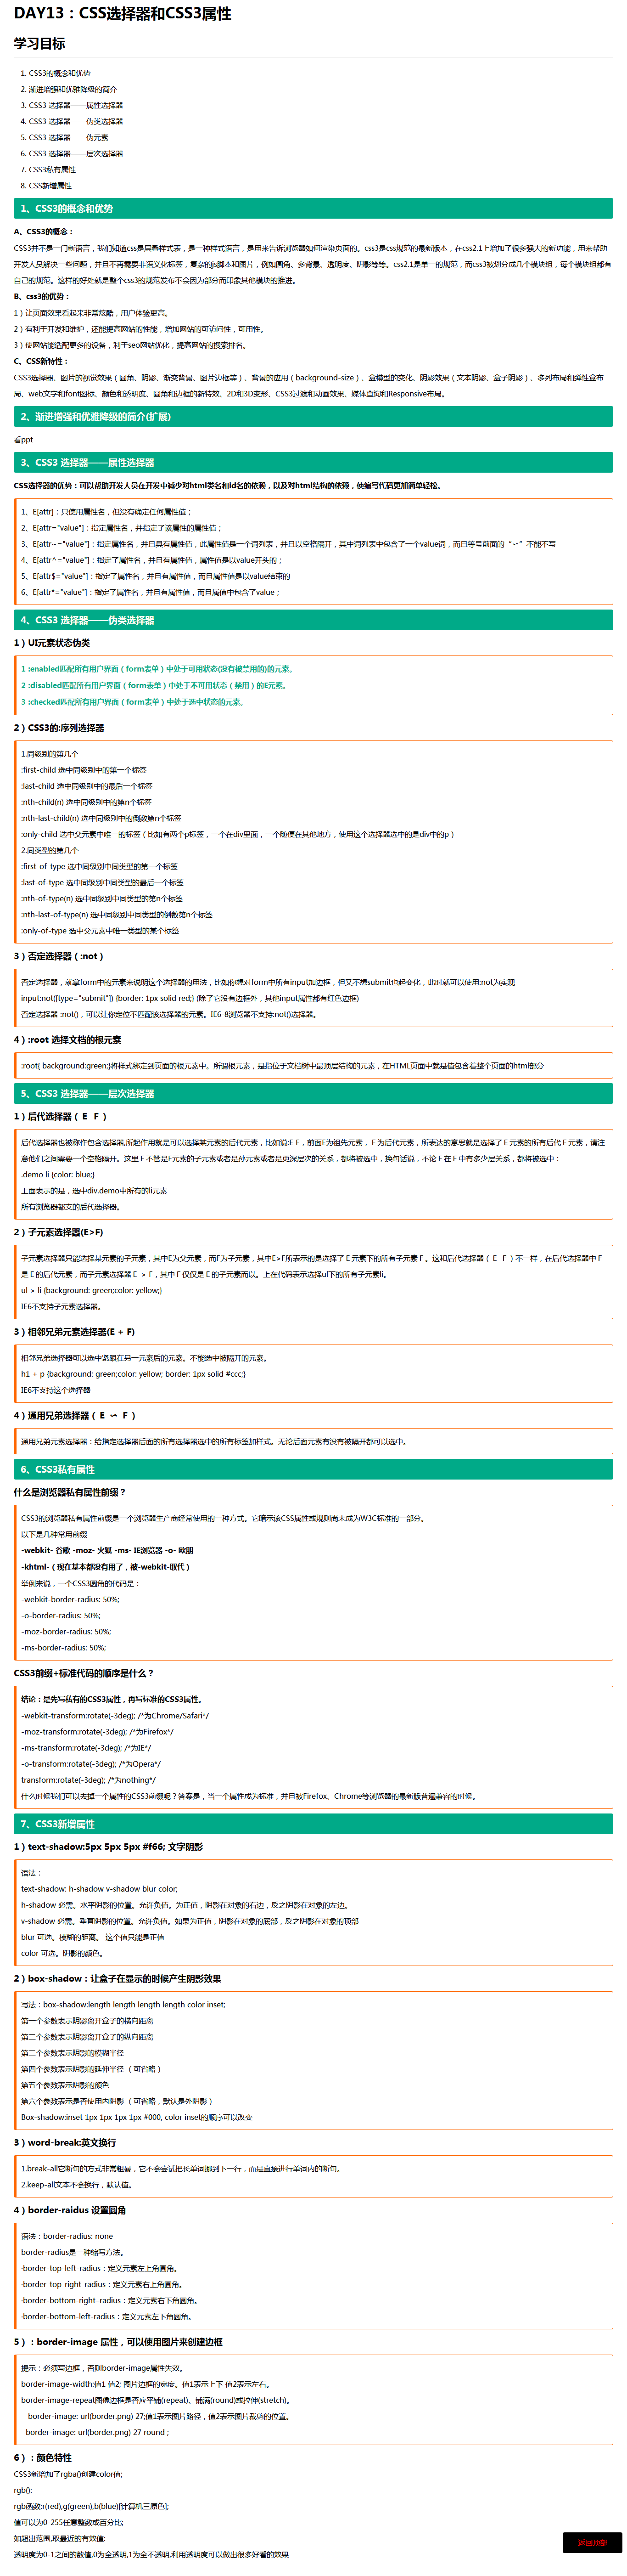 DAY13：CSS选择器和CSS3属性
学习目标
1. CSS3的概念和优势
2. 渐进增强和优雅降级的简介
3. CSS3 选择器——属性选择器
4. CSS3 选择器——伪类选择器
5. CSS3 选择器——伪元素
6. CSS3 选择器——层次选择器
7. CSS3私有属性
8. CSS新增属性
1、CSS3的概念和优势
A、CSS3的概念：
CSS3并不是一门新语言，我们知道css是层叠样式表，是一种样式语言，是用来告诉浏览器如何渲染页面的。css3是css规范的最新版本，在css2.1上增加了很多强大的新功能，用来帮助
开发人员解决一些问题，并且不再需要非语义化标签，复杂的js脚本和图片，例如圆角、多背景、透明度、阴影等等。css2.1是单一的规范，而css3被划分成几个模块组，每个模块组都有
自己的规范。这样的好处就是整个css3的规范发布不会因为部分而印象其他模块的推进。
B、css3的优势：
1）让页面效果看起来非常炫酷，用户体验更高。
2）有利于开发和维护，还能提高网站的性能，增加网站的可访问性，可用性。
3）使网站能适配更多的设备，利于seo网站优化，提高网站的搜索排名。
C、CSS新特性：
CSS3选择器、图片的视觉效果（圆角、阴影、渐变背景、图片边框等）、背景的应用（background-size）、盒模型的变化、阴影效果（文本阴影、盒子阴影）、多列布局和弹性盒布
局、web文字和font图标、颜色和透明度、圆角和边框的新特效、2D和3D变形、CSS3过渡和动画效果、媒体查询和Responsive布局。
2、渐进增强和优雅降级的简介(扩展)
看ppt
3、CSS3 选择器——属性选择器
CSS选择器的优势：可以帮助开发人员在开发中减少对html类名和id名的依赖，以及对html结构的依赖，使编写代码更加简单轻松。
1、E[attr]：只使用属性名，但没有确定任何属性值；
2、E[attr="value"]：指定属性名，并指定了该属性的属性值；
3、E[attr~="value"]：指定属性名，并且具有属性值，此属性值是一个词列表，并且以空格隔开，其中词列表中包含了一个value词，而且等号前面的“~”不能不写
4、E[attr^="value"]：指定了属性名，并且有属性值，属性值是以value开头的；
5、E[attr$="value"]：指定了属性名，并且有属性值，而且属性值是以value结束的
6、E[attr*="value"]：指定了属性名，并且有属性值，而且属值中包含了value；
4、CSS3 选择器——伪类选择器
1）UI元素状态伪类
1 :enabled匹配所有用户界面（form表单）中处于可用状态(没有被禁用的)的元素。
2 :disabled匹配所有用户界面（form表单）中处于不可用状态（禁用）的E元素。
3 :checked匹配所有用户界面（form表单）中处于选中状态的元素。
2）CSS3的:序列选择器
1.同级别的第几个
:first-child 选中同级别中的第一个标签
:last-child 选中同级别中的最后一个标签
:nth-child(n) 选中同级别中的第n个标签
:nth-last-child(n) 选中同级别中的倒数第n个标签
:only-child 选中父元素中唯一的标签（比如有两个p标签，一个在div里面，一个随便在其他地方，使用这个选择器选中的是div中的p）
2.同类型的第几个
:first-of-type 选中同级别中同类型的第一个标签
:last-of-type 选中同级别中同类型的最后一个标签
:nth-of-type(n) 选中同级别中同类型的第n个标签
:nth-last-of-type(n) 选中同级别中同类型的倒数第n个标签
:only-of-type 选中父元素中唯一类型的某个标签
3）否定选择器（:not）
否定选择器，就拿form中的元素来说明这个选择器的用法，比如你想对form中所有input加边框，但又不想submit也起变化，此时就可以使用:not为实现
input:not([type="submit"]) {border: 1px solid red;} (除了它没有边框外，其他input属性都有红色边框)
否定选择器 :not()，可以让你定位不匹配该选择器的元素。IE6-8浏览器不支持:not()选择器。
4）:root 选择文档的根元素
:root{ background:green;}将样式绑定到页面的根元素中。所谓根元素，是指位于文档树中最顶层结构的元素，在HTML页面中就是值包含着整个页面的html部分
5、CSS3 选择器——层次选择器
1）后代选择器（ E F ）
后代选择器也被称作包含选择器,所起作用就是可以选择某元素的后代元素，比如说:E F，前面E为祖先元素，F 为后代元素，所表达的意思就是选择了 E 元素的所有后代 F 元素，请注
意他们之间需要一个空格隔开。这里 F 不管是E元素的子元素或者是孙元素或者是更深层次的关系，都将被选中，换句话说，不论 F 在 E 中有多少层关系，都将被选中：
.demo li {color: blue;}
上面表示的是，选中div.demo中所有的li元素
所有浏览器都支的后代选择器。
2）子元素选择器(E>F)
子元素选择器只能选择某元素的子元素，其中E为父元素，而F为子元素，其中E>F所表示的是选择了 E 元素下的所有子元素 F 。这和后代选择器（ E F ）不一样，在后代选择器中 F
是 E 的后代元素，而子元素选择器 E > F，其中 F 仅仅是 E 的子元素而以。上在代码表示选择ul下的所有子元素li。
ul > li {background: green;color: yellow;}
IE6不支持子元素选择器。
3）相邻兄弟元素选择器(E + F)
相邻兄弟选择器可以选中紧跟在另一元素后的元素。不能选中被隔开的元素。
h1 + p {background: green;color: yellow; border: 1px solid #ccc;}
IE6不支持这个选择器
4）通用兄弟选择器（ E ~ F ）
通用兄弟元素选择器：给指定选择器后面的所有选择器选中的所有标签加样式。无论后面元素有没有被隔开都可以选中。
6、CSS3私有属性
什么是浏览器私有属性前缀？
CSS3的浏览器私有属性前缀是一个浏览器生产商经常使用的一种方式。它暗示该CSS属性或规则尚未成为W3C标准的一部分。
以下是几种常用前缀
-webkit- 谷歌 -moz- 火狐 -ms- IE浏览器 -o- 欧朋
-khtml-（现在基本都没有用了，被-webkit-取代）
举例来说，一个CSS3圆角的代码是：
-webkit-border-radius: 50%;
-o-border-radius: 50%;
-moz-border-radius: 50%;
-ms-border-radius: 50%;
CSS3前缀+标准代码的顺序是什么？
结论：是先写私有的CSS3属性，再写标准的CSS3属性。
-webkit-transform:rotate(-3deg); /*为Chrome/Safari*/
-moz-transform:rotate(-3deg); /*为Firefox*/
-ms-transform:rotate(-3deg); /*为IE*/
-o-transform:rotate(-3deg); /*为Opera*/
transform:rotate(-3deg); /*为nothing*/
什么时候我们可以去掉一个属性的CSS3前缀呢？答案是，当一个属性成为标准，并且被Firefox、Chrome等浏览器的最新版普遍兼容的时候。
7、CSS3新增属性
1）text-shadow:5px 5px 5px #f66; 文字阴影
语法：
text-shadow: h-shadow v-shadow blur color;
h-shadow 必需。水平阴影的位置。允许负值。为正值，阴影在对象的右边，反之阴影在对象的左边。
v-shadow 必需。垂直阴影的位置。允许负值。如果为正值，阴影在对象的底部，反之阴影在对象的顶部
blur 可选。模糊的距离。 这个值只能是正值
color 可选。阴影的颜色。
2）box-shadow：让盒子在显示的时候产生阴影效果
写法：box-shadow:length length length length color inset;
第一个参数表示阴影离开盒子的横向距离
第二个参数表示阴影离开盒子的纵向距离
第三个参数表示阴影的模糊半径
第四个参数表示阴影的延伸半径（可省略）
第五个参数表示阴影的颜色
第六个参数表示是否使用内阴影（可省略，默认是外阴影）
Box-shadow:inset 1px 1px 1px 1px #000, color inset的顺序可以改变
3）word-break:英文换行
1.break-all它断句的方式非常粗暴，它不会尝试把长单词挪到下一行，而是直接进行单词内的断句。
2.keep-all文本不会换行，默认值。
4）border-raidus 设置圆角
语法：border-radius: none
border-radius是一种缩写方法。
·border-top-left-radius：定义元素左上角圆角。
·border-top-right-radius：定义元素右上角圆角。
·border-bottom-right–radius：定义元素右下角圆角。
·border-bottom-left-radius：定义元素左下角圆角。
5）：border-image 属性，可以使用图片来创建边框
提示：必须写边框，否则border-image属性失效。
border-image-width:值1 值2; 图片边框的宽度。值1表示上下 值2表示左右。
border-image-repeat图像边框是否应平铺(repeat)、铺满(round)或拉伸(stretch)。
border-image: url(border.png) 27;值1表示图片路径，值2表示图片裁剪的位置。
border-image: url(border.png) 27 round ;
6）：颜色特性
CSS3新增加了rgba()创建color值;
rgb():
rgb函数:r(red),g(green),b(blue)[计算机三原色];
值可以为0-255任意整数或百分比;
如超出范围,取最近的有效值:
透明度为0-1之间的数值,0为全透明,1为全不透明,利用透明度可以做出很多好看的效果
返回顶部